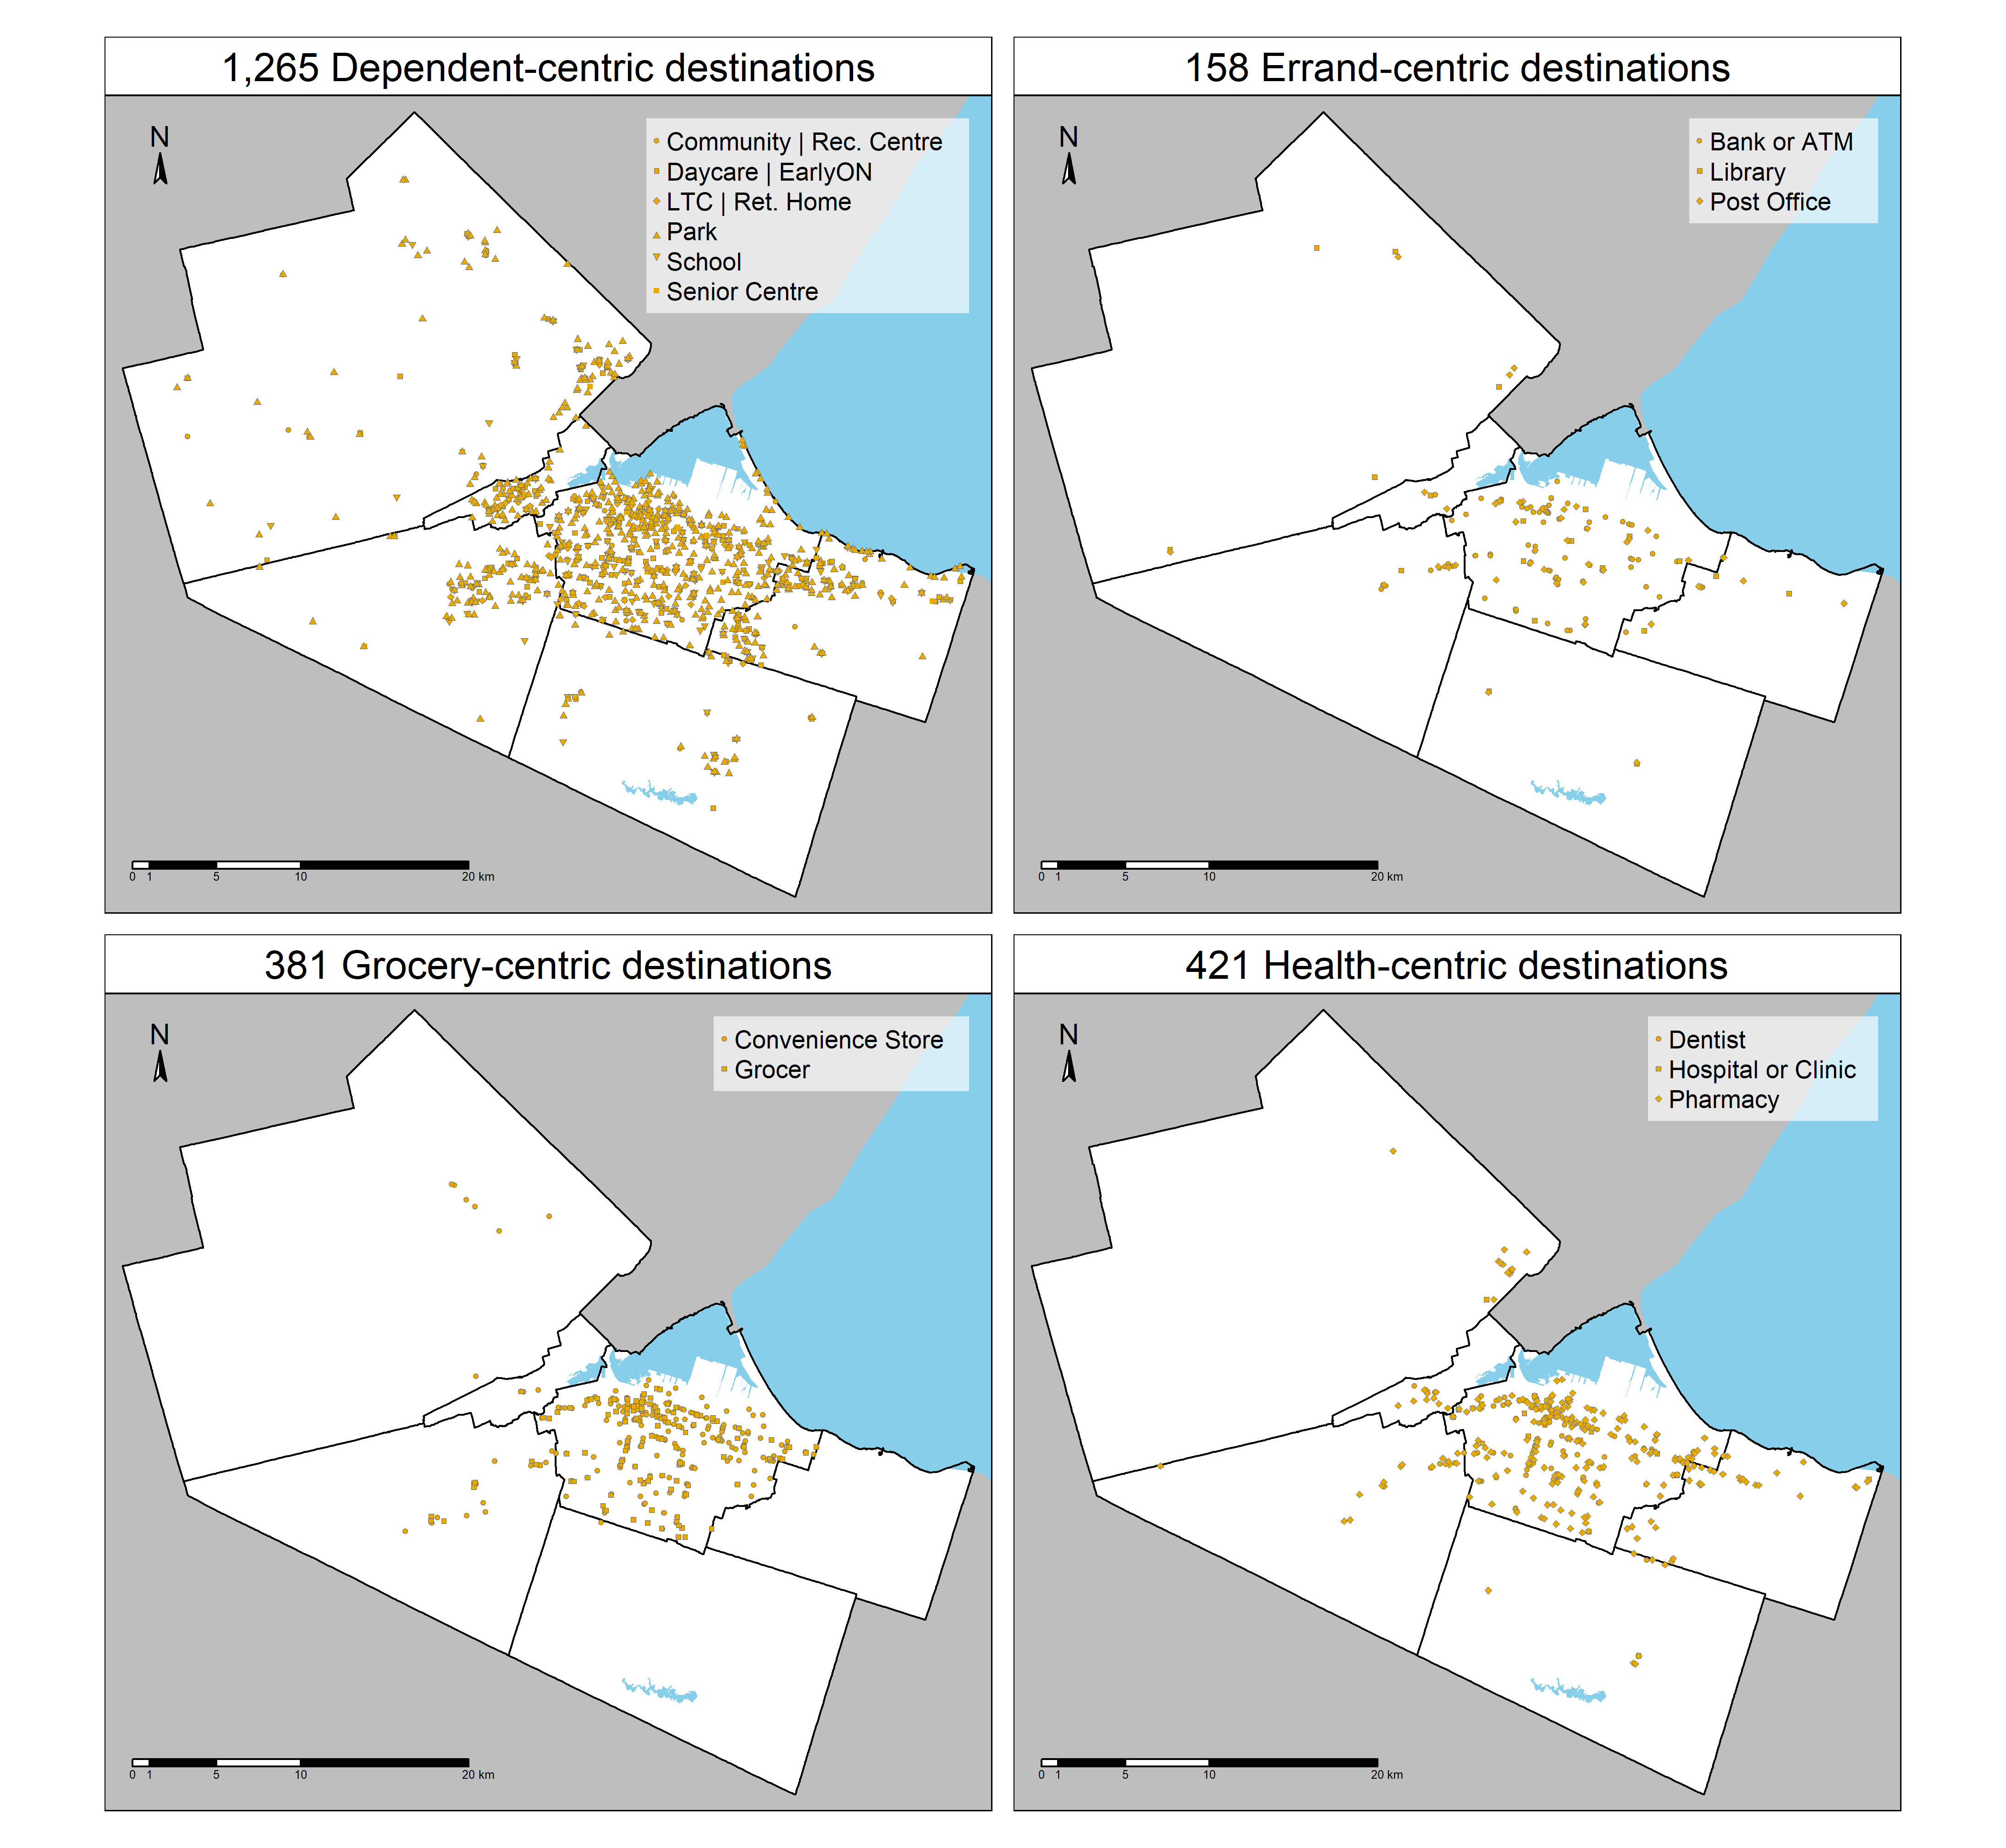 1,265 Dependent-centric destinations
N
Community | Rec. Centre
Daycare | EarlyON
LTC | Ret. Home
Park
School
Senior Centre
0 1 5 10 20 km
158 Errand-centric destinations
N
Bank or ATM
Library
Post Office
0 1 5 10 20 km
381 Grocery-centric destinations
N
Convenience Store
Grocer
0 1 5 10 20 km
421 Health-centric destinations
N
Dentist
Hospital or Clinic
Pharmacy
0 1 5 10 20 km